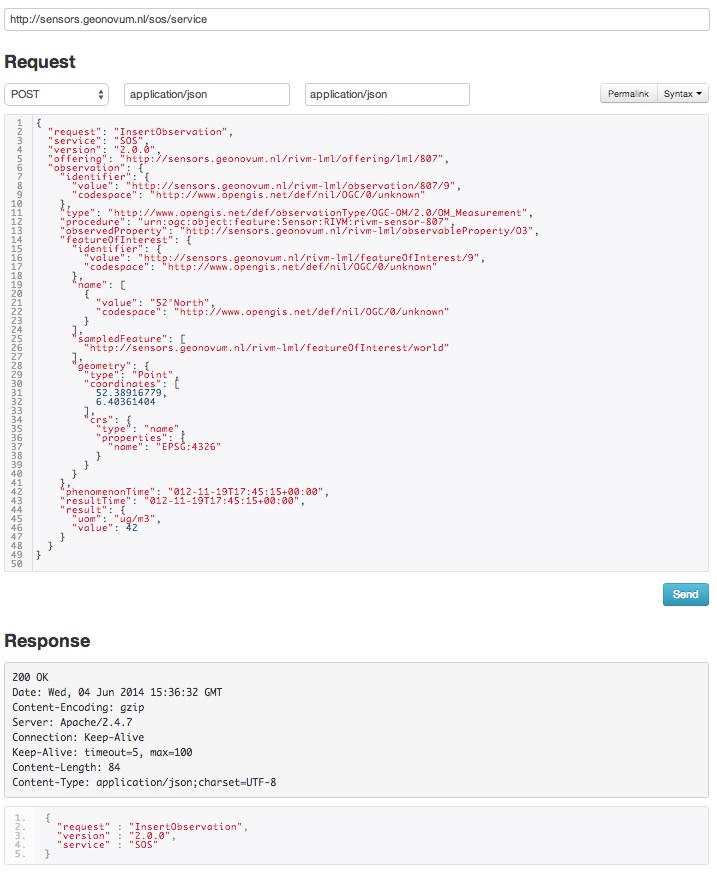 http://sensors.geonovum.nl/sos/service
Request
POST application/json application/json Permalink Syntax
1 {
2 "request": "InsertObservation",
3 "service": "SOS",
4 "version": "2.0.0",
5 "offering": "http://sensors.geonovum.nl/rivm-lml/offering/lml/807",
6 "observation": {
7 "identifier": {
8 "value": "http://sensors.geonovum.nl/rivm-lml/observation/807/9",
9 "codespace": "http://www.opengis.net/def/nil/OGC/0/unknown"
10 },
11 "type": "http://www.opengis.net/def/observationType/OGC-OM/2.0/OM_Measurement",
12 "procedure": "urn:ogc:object:feature:Sensor:RIVM:rivm-sensor-807",
13 "observedProperty": "http://sensors.geonovum.nl/rivm-lml/observableProperty/O3",
14 "featureOfInterest": {
15 "identifier": {
16 "value": "http://sensors.geonovum.nl/rivm-lml/featureOfInterest/9",
17 "codespace": "http://www.opengis.net/def/nil/OGC/0/unknown"
18 },
19 "name": [
20 {
21 "value": "52°North",
22 "codespace": "http://www.opengis.net/def/nil/OGC/0/unknown"
23 }
24 ],
25 "sampledFeature": [
26 "http://sensors.geonovum.nl/rivm-lml/featureOfInterest/world"
27 ],
28 "geometry": {
29 "type": "Point",
30 "coordinates": [
31 52.38916779,
32 6.40361404
33 ],
34 "crs": {
35 "type": "name",
36 "properties": {
37 "name": "EPSG:4326"
38 }
39 }
40 }
41 },
42 "phenomenonTime": "012-11-19T17:45:15+00:00",
43 "resultTime": "012-11-19T17:45:15+00:00",
44 "result": {
45 "uom": "ug/m3",
46 "value": 42
47 }
48 }
49 }
50
Send
Response
200 OK
Date: Wed, 04 Jun 2014 15:36:32 GMT
Content-Encoding: gzip
Server: Apache/2.4.7
Connection: Keep-Alive
Keep-Alive: timeout=5, max=100
Content-Length: 84
Content-Type: application/json;charset=UTF-8
1. {
2. "request" : "InsertObservation",
3. "version" : "2.0.0",
4. "service" : "SOS"
5. }